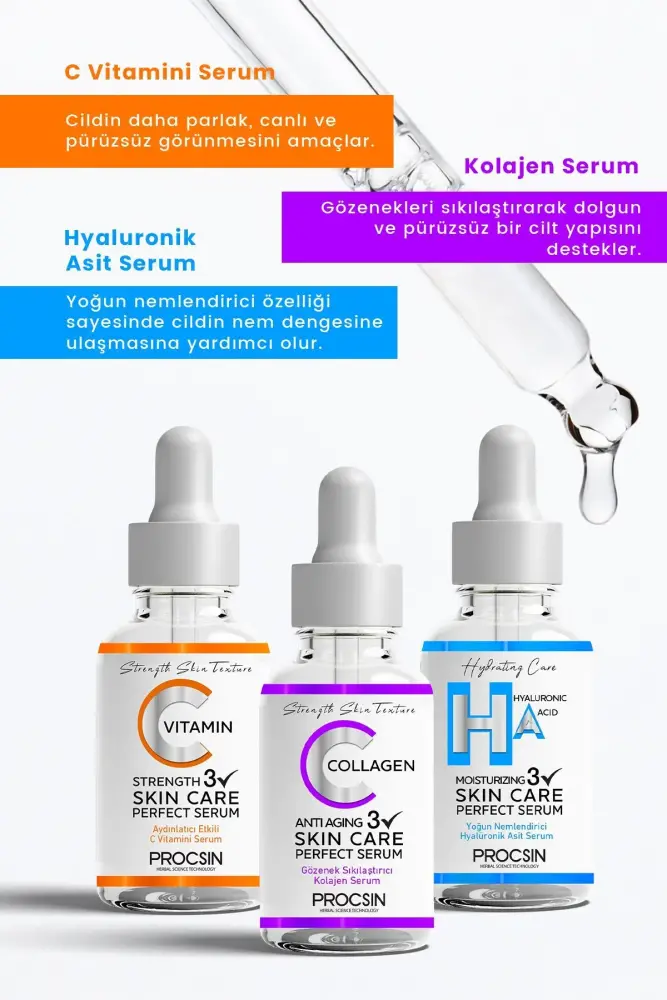 C Vitamini Serum
Cildin daha parlak, canlı ve
pürüzsüz görünmesini amaçlar.
Kolajen Serum
Gözenekleri sıkılaştırarak dolgun
ve pürüzsüz bir cilt yapısını
destekler.
Hyaluronik
Asit Serum
Yoğun nemlendirici özelliği
sayesinde cildin nem dengesine
ulaşmasına yardımcı olur.
Strength Skin Texture
C VITAMIN
STRENGTH 3
SKIN CARE
PERFECT SERUM
Aydınlatıcı Etkili
C Vitamini Serum
PROCSIN
HERBAL SCIENCE TECHNOLOGY
Strength Skin Texture
C COLLAGEN
ANTI AGING 3
SKIN CARE
PERFECT SERUM
Gözenek Sıkılaştırıcı
Kolajen Serum
PROCSIN
HERBAL SCIENCE TECHNOLOGY
Hydrating Care
HA HYALURONIC
ACID
MOISTURIZING 3
SKIN CARE
PERFECT SERUM
Yoğun Nemlendirici
Hyaluronik Asit Serum
PROCSIN
HERBAL SCIENCE TECHNOLOGY